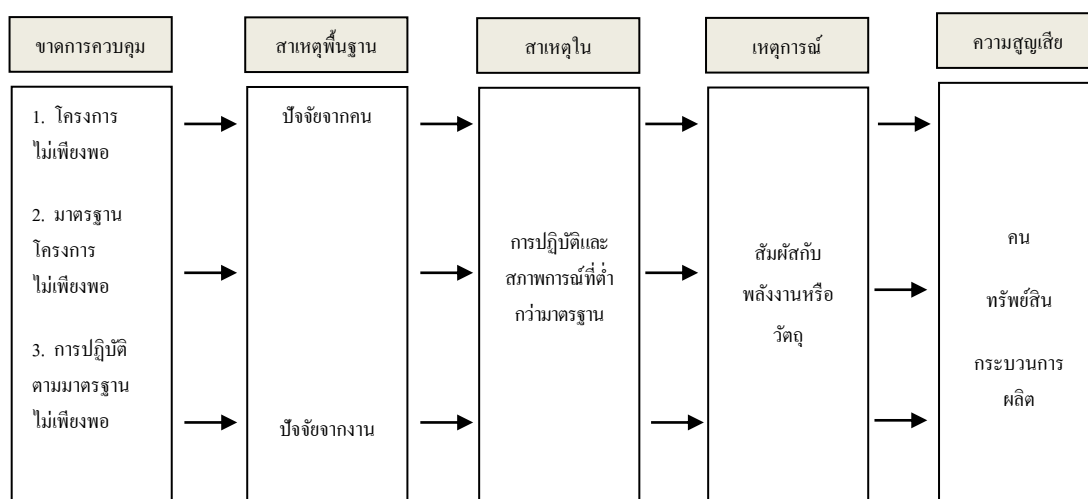 ขาดการควบคุม
สาเหตุพื้นฐาน
สาเหตุใน
เหตุการณ์
ความสูญเสีย
1. โครงการ
ไม่เพียงพอ
2. มาตรฐาน
โครงการ
ไม่เพียงพอ
3. การปฏิบัติ
ตามมาตรฐาน
ไม่เพียงพอ
ปัจจัยจากคน
ปัจจัยจากงาน
การปฏิบัติและ
สภาพการณ์ที่ต่ำ
กว่ามาตรฐาน
สัมผัสกับ
พลังงานหรือ
วัตถุ
คน
ทรัพย์สิน
กระบวนการ
ผลิต